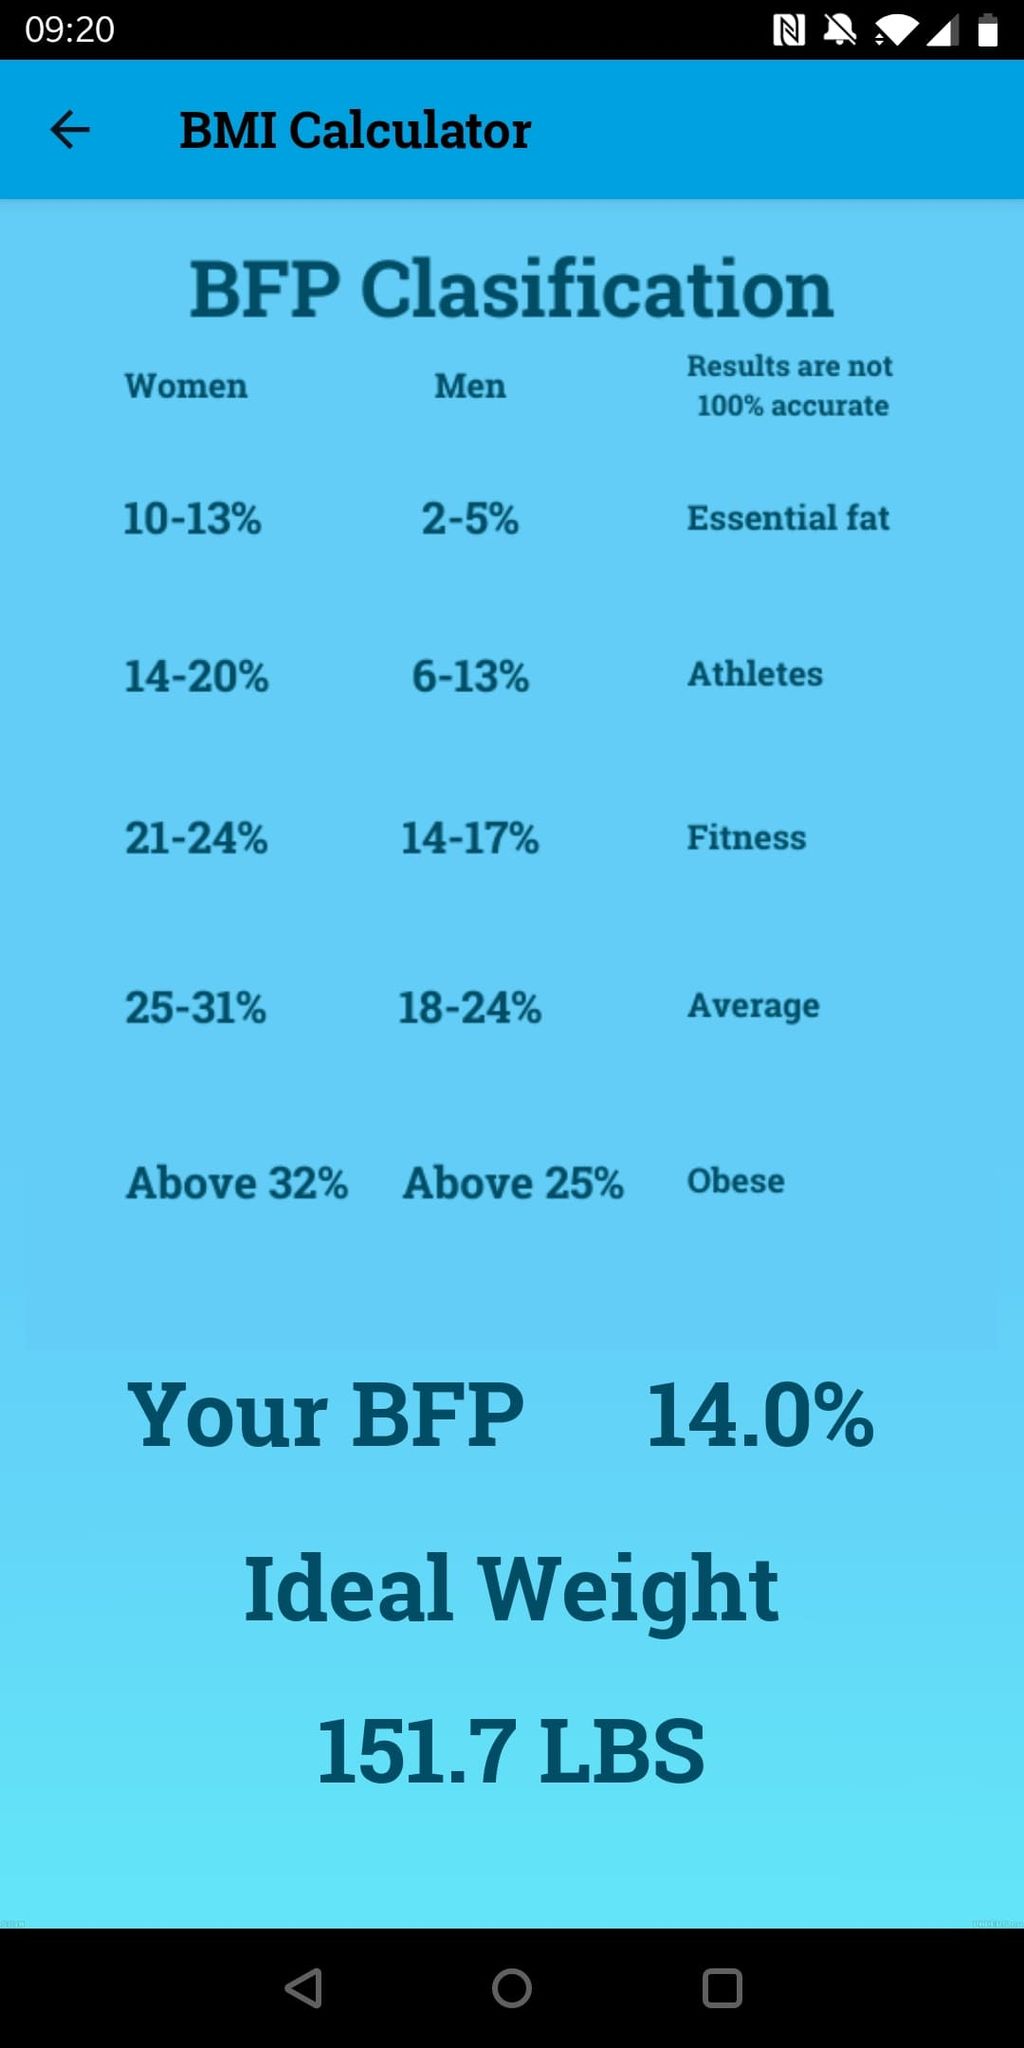 09:20
BMI Calculator
BFP Clasification
Women Men Results are not
100% accurate
10-13% 2-5% Essential fat
14-20% 6-13% Athletes
21-24% 14-17% Fitness
25-31% 18-24% Average
Above 32% Above 25% Obese
Your BFP 14.0%
Ideal Weight
151.7 LBS